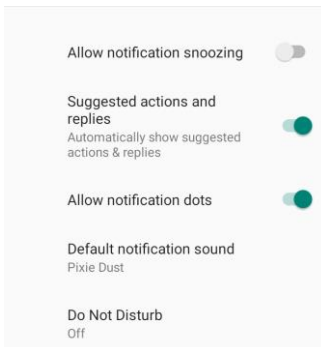 Allow notification snoozing
Suggested actions and
replies
Automatically show suggested
actions & replies
Allow notification dots
Default notification sound
Pixie Dust
Do Not Disturb
Off